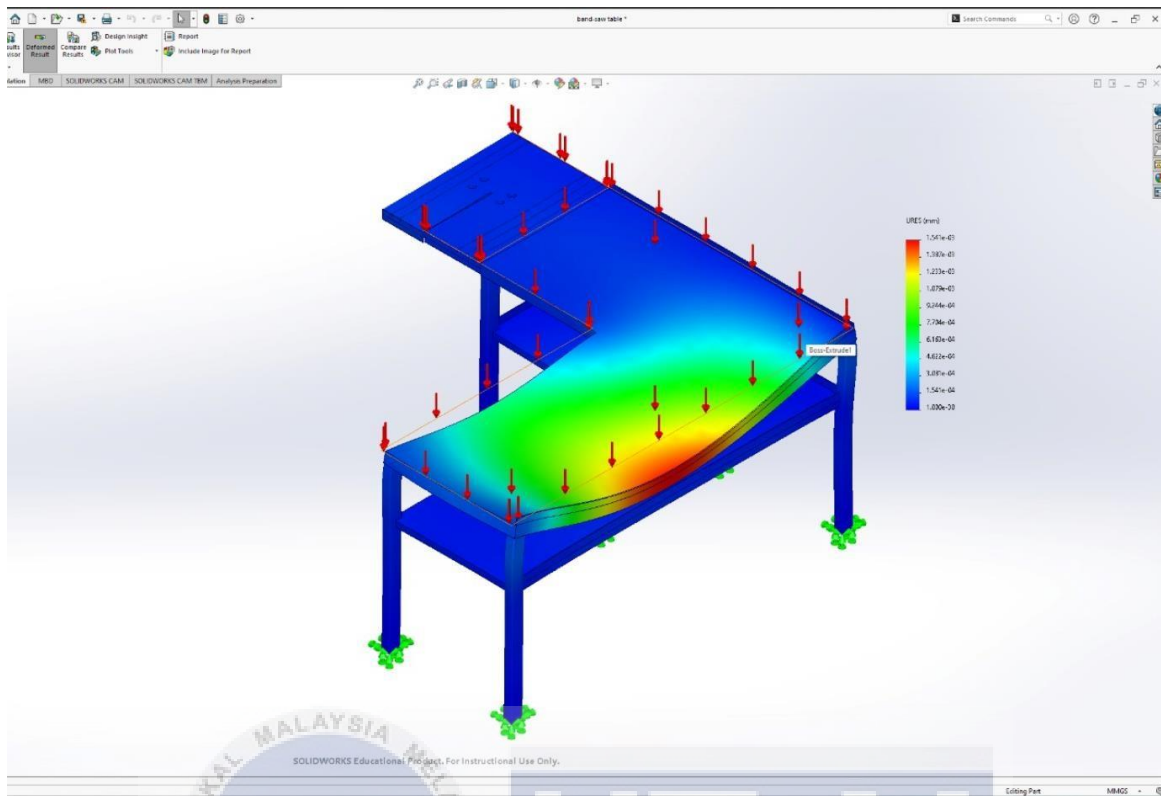 band saw table *
Search Commands
Deformed
Result
Compare
Results
Design Insight
Plot Tools
Report
Include Image for Report
MBD
SOLIDWORKS CAM
SOLIDWORKS CAM TBM
Analysis Preparation
URES (mm)
1.541e-03
1.387e-03
1.233e-03
1.079e-03
9.244e-04
7.704e-04
6.163e-04
4.622e-04
3.081e-04
1.541e-04
1.000e-30
Boss-Extrude1
MALAYSIA
SOLIDWORKS Educational Product. For Instructional Use Only.
Editing Part
MMGS